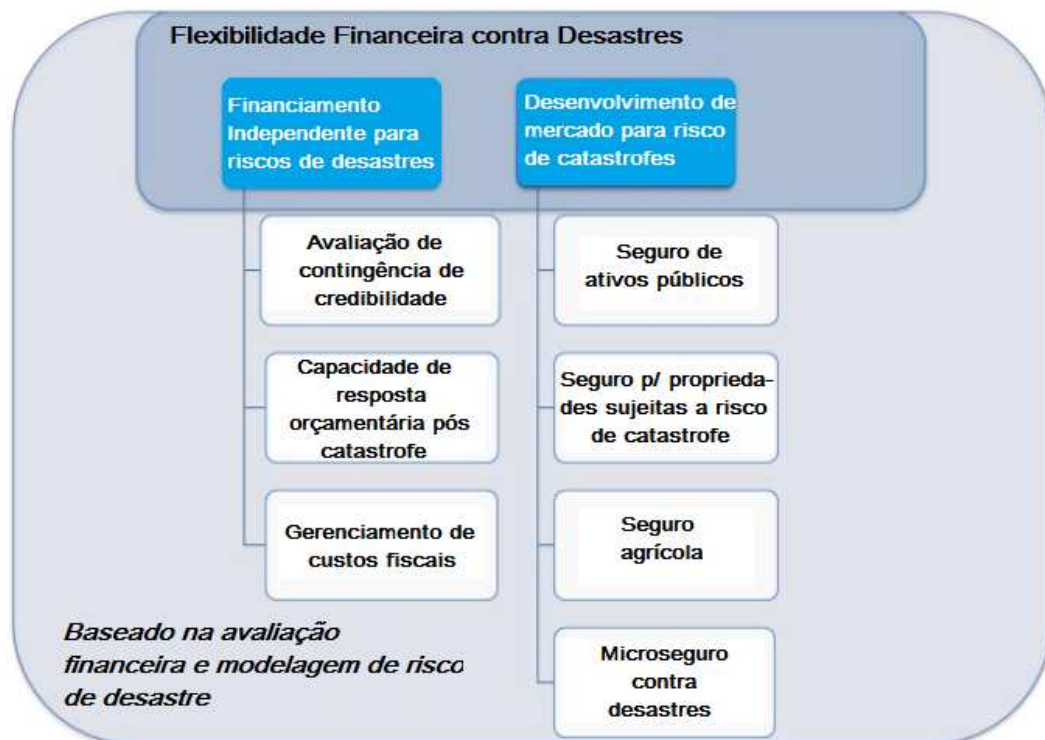 Flexibilidade Financeira contra Desastres
Financiamento
Independente para
riscos de desastres
Avaliação de
contingência de
credibilidade
Capacidade de
resposta
orçamentária pós
catastrofe
Gerenciamento de
custos fiscais
Desenvolvimento de
mercado para risco
de catastrofes
Seguro de
ativos públicos
Seguro p/ proprieda-
des sujeitas a risco
de catastrofe
Seguro
agrícola
Microseguro
contra
desastres
Baseado na avaliação
financeira e modelagem de risco
de desastre